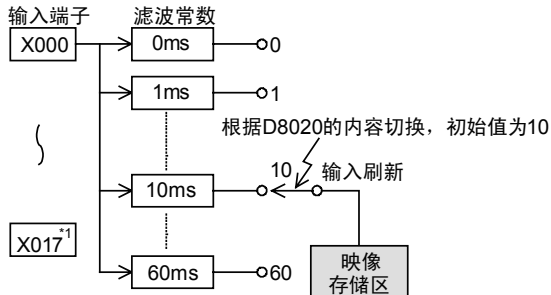 输入端子 滤波常数
X000 0ms 0
1ms 1
根据D8020的内容切换，初始值为10
10 输入刷新
10ms
X017*1
映像
存储区
60ms 60